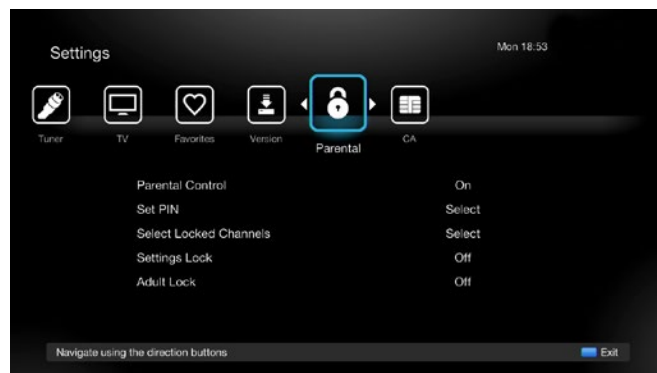 Settings
Mon 18:53
Tuner TV Favorites Version Parental CA
Parental Control On
Set PIN Select
Select Locked Channels Select
Settings Lock Off
Adult Lock Off
Navigate using the direction buttons Exit